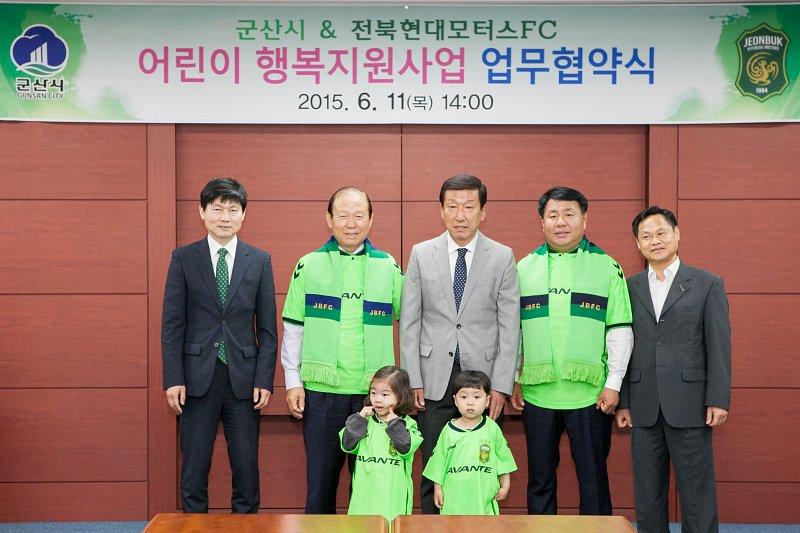 군산시
GUNSAN CITY
군산시 & 전북현대모터스FC
어린이 행복지원사업 업무협약식
2015. 6. 11(목) 14:00
JEONBUK
HYUNDAI MOTORS
1994
JBFC
JBFC
JBFC
JBFC
AVANTE